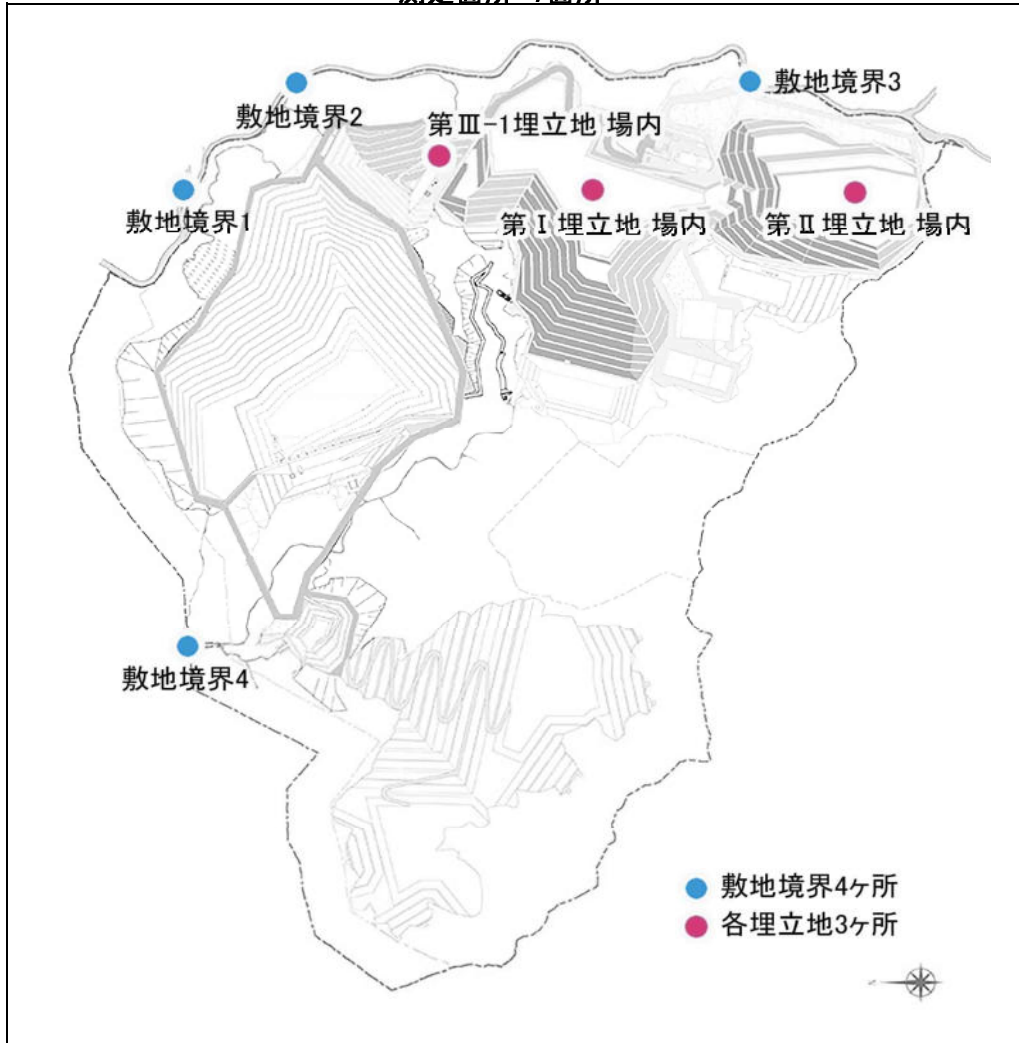 敷地境界3
敷地境界2
第Ⅲ-1埋立地 場内
敷地境界1
第Ⅰ埋立地 場内
第Ⅱ埋立地 場内
敷地境界4
敷地境界4ヶ所
各埋立地3ヶ所